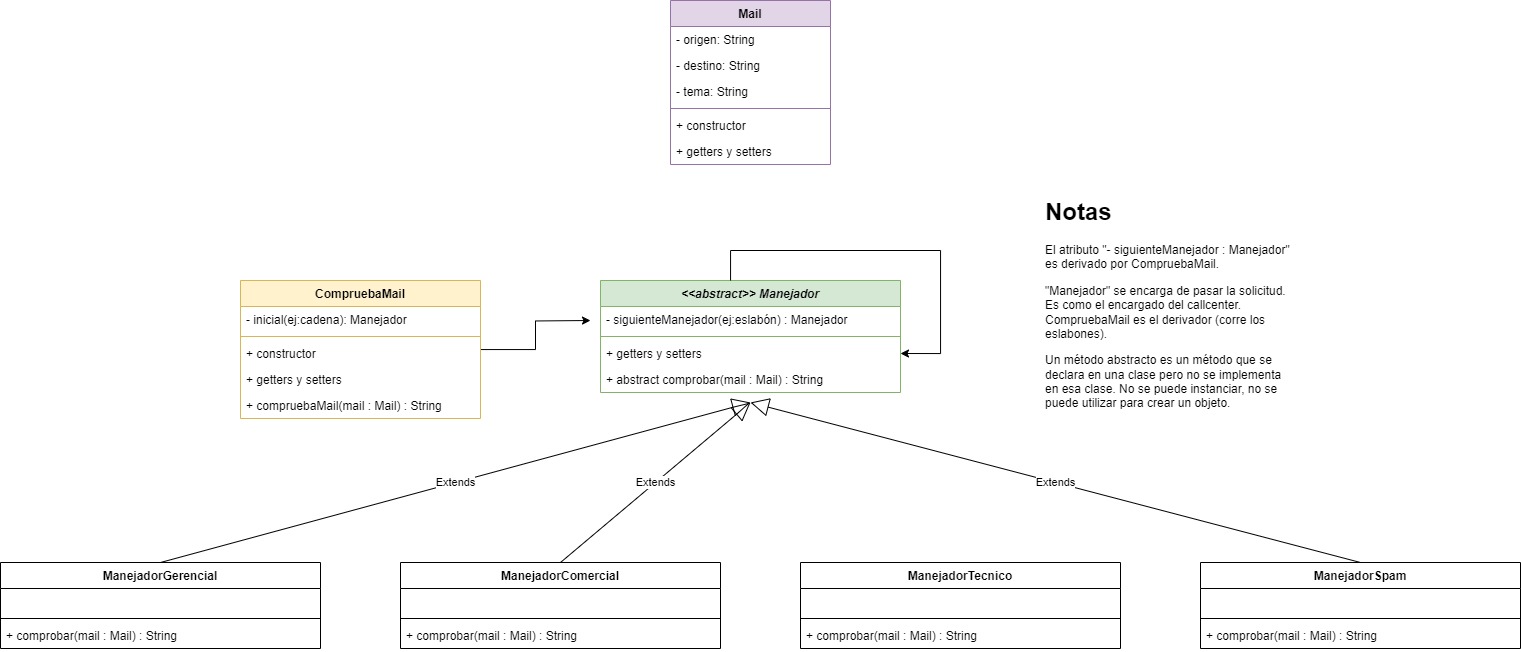 Mail
- origen: String
- destino: String
- tema: String
+ constructor
+ getters y setters
Notas
El atributo "- siguienteManejador : Manejador"
es derivado por CompruebaMail.
"Manejador" se encarga de pasar la solicitud.
Es como el encargado del callcenter.
CompruebaMail es el derivador (corre los
eslabones).
Un método abstracto es un método que se
declara en una clase pero no se implementa
en esa clase. No se puede instanciar, no se
puede utilizar para crear un objeto.
CompruebaMail
- inicial(ej:cadena): Manejador
+ constructor
+ getters y setters
+ compruebaMail(mail : Mail) : String
<<abstract>> Manejador
- siguienteManejador(ej:eslabón) : Manejador
+ getters y setters
+ abstract comprobar(mail : Mail) : String
Extends
Extends
Extends
ManejadorGerencial
+ comprobar(mail : Mail) : String
ManejadorComercial
+ comprobar(mail : Mail) : String
ManejadorTecnico
+ comprobar(mail : Mail) : String
ManejadorSpam
+ comprobar(mail : Mail) : String